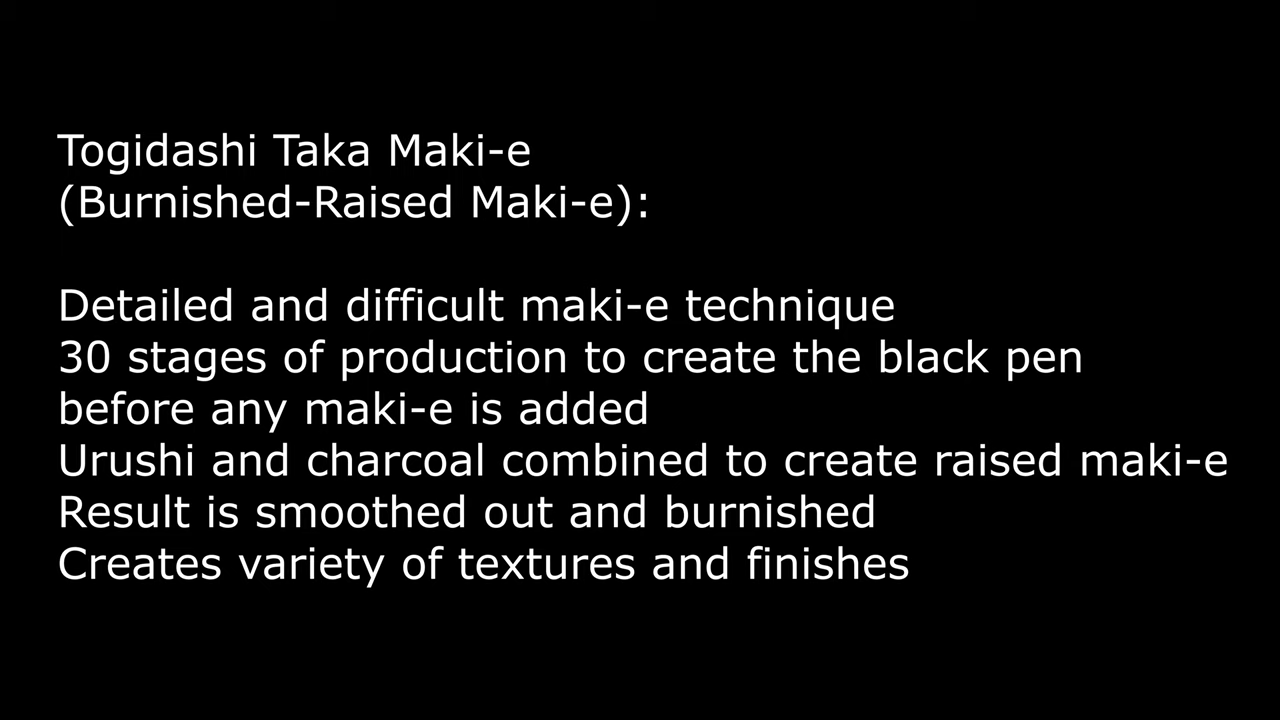 Togidashi Taka Maki-e
(Burnished-Raised Maki-e):
Detailed and difficult maki-e technique
30 stages of production to create the black pen
before any maki-e is added
Urushi and charcoal combined to create raised maki-e
Result is smoothed out and burnished
Creates variety of textures and finishes